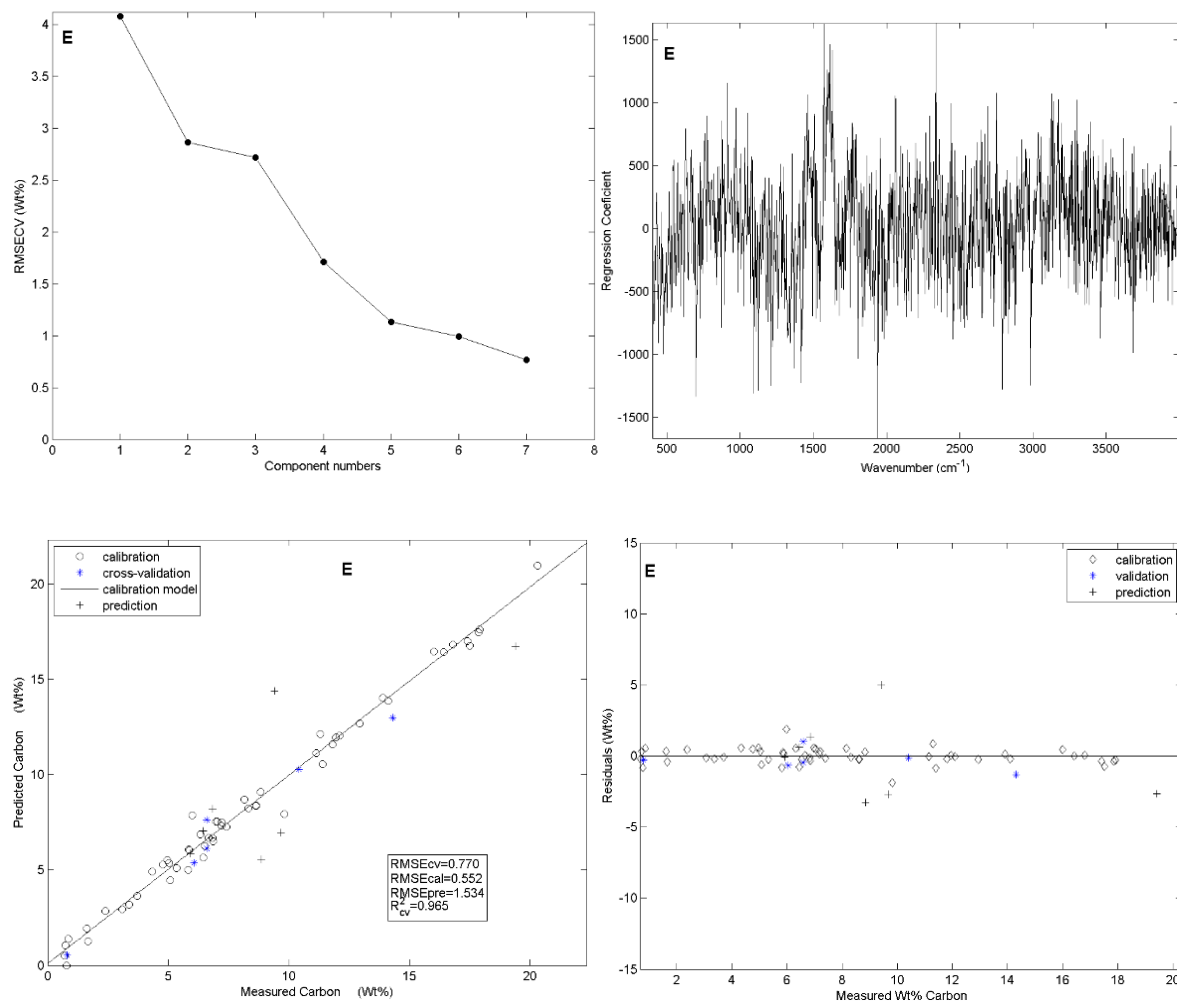 E
4
3.5
3
2.5
2
1.5
1
0.5
0
RMSECV (Wt%)
0 1 2 3 4 5 6 7 8
Component numbers
E
1500
1000
500
0
-500
-1000
-1500
Regression Coeficient
500 1000 1500 2000 2500 3000 3500
Wavenumber (cm-1)
calibration
cross-validation
calibration model
prediction
E
20
15
10
5
0
Predicted Carbon (Wt%)
RMSEcv=0.770
RMSEcal=0.552
RMSEpre=1.534
R²cv=0.965
0 5 10 15 20
Measured Carbon (Wt%)
E
calibration
validation
prediction
15
10
5
0
-5
-10
-15
Residuals (Wt%)
2 4 6 8 10 12 14 16 18 20
Measured Wt% Carbon